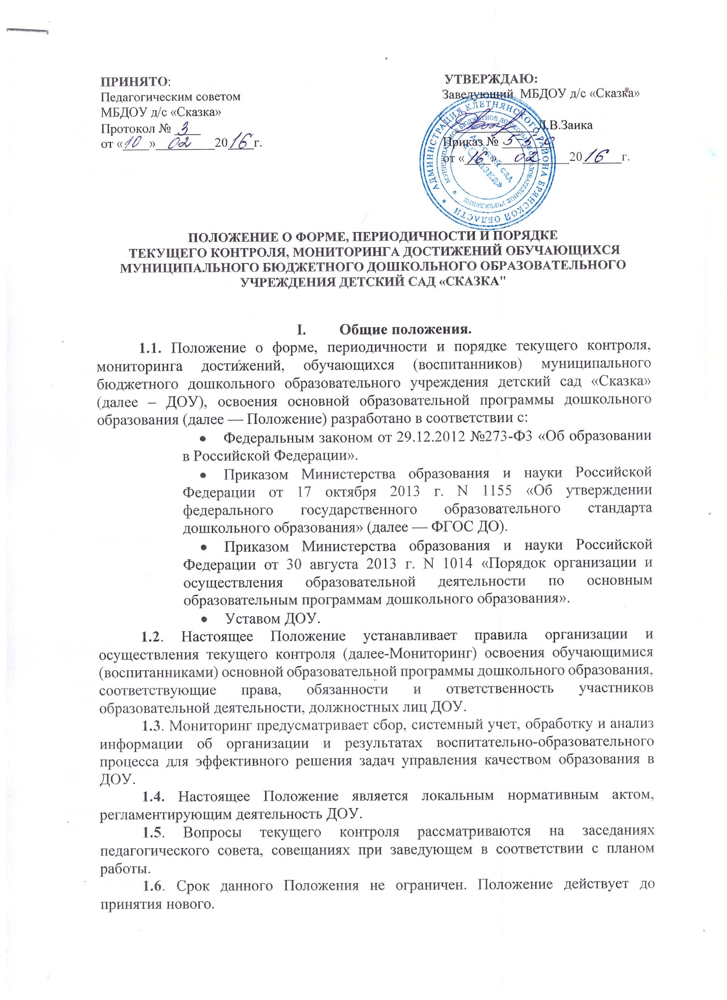 ПРИНЯТО:
Педагогическим советом
МБДОУ д/с «Сказка»
Протокол № 3
от «10» 02 2016 г.
УТВЕРЖДАЮ:
Заведующий МБДОУ д/с «Сказка»
Л.В.Заика
Приказ №
от «16» 02 2016 г.
АДМИНИСТРАЦИЯ КЛЕТНЯНСКОГО РАЙОНА БРЯНСКОЙ ОБЛАСТИ
МУНИЦИПАЛЬНОЕ БЮДЖЕТНОЕ ДОШКОЛЬНОЕ ОБРАЗОВАТЕЛЬНОЕ УЧРЕЖДЕНИЕ
детский сад
«Сказка»
ПОЛОЖЕНИЕ О ФОРМЕ, ПЕРИОДИЧНОСТИ И ПОРЯДКЕ
ТЕКУЩЕГО КОНТРОЛЯ, МОНИТОРИНГА ДОСТИЖЕНИЙ ОБУЧАЮЩИХСЯ
МУНИЦИПАЛЬНОГО БЮДЖЕТНОГО ДОШКОЛЬНОГО ОБРАЗОВАТЕЛЬНОГО
УЧРЕЖДЕНИЯ ДЕТСКИЙ САД «СКАЗКА"
I. Общие положения.
1.1. Положение о форме, периодичности и порядке текущего контроля,
мониторинга достижений, обучающихся (воспитанников) муниципального
бюджетного дошкольного образовательного учреждения детский сад «Сказка»
(далее – ДОУ), освоения основной образовательной программы дошкольного
образования (далее — Положение) разработано в соответствии с:
• Федеральным законом от 29.12.2012 №273-ФЗ «Об образовании
в Российской Федерации».
• Приказом Министерства образования и науки Российской
Федерации от 17 октября 2013 г. N 1155 «Об утверждении
федерального государственного образовательного стандарта
дошкольного образования» (далее — ФГОС ДО).
• Приказом Министерства образования и науки Российской
Федерации от 30 августа 2013 г. N 1014 «Порядок организации и
осуществления образовательной деятельности по основным
образовательным программам дошкольного образования».
• Уставом ДОУ.
1.2. Настоящее Положение устанавливает правила организации и
осуществления текущего контроля (далее-Мониторинг) освоения обучающимися
(воспитанниками) основной образовательной программы дошкольного образования,
соответствующие права, обязанности и ответственность участников
образовательной деятельности, должностных лиц ДОУ.
1.3. Мониторинг предусматривает сбор, системный учет, обработку и анализ
информации об организации и результатах воспитательно-образовательного
процесса для эффективного решения задач управления качеством образования в
ДОУ.
1.4. Настоящее Положение является локальным нормативным актом,
регламентирующим деятельность ДОУ.
1.5. Вопросы текущего контроля рассматриваются на заседаниях
педагогического совета, совещаниях при заведующем в соответствии с планом
работы.
1.6. Срок данного Положения не ограничен. Положение действует до
принятия нового.